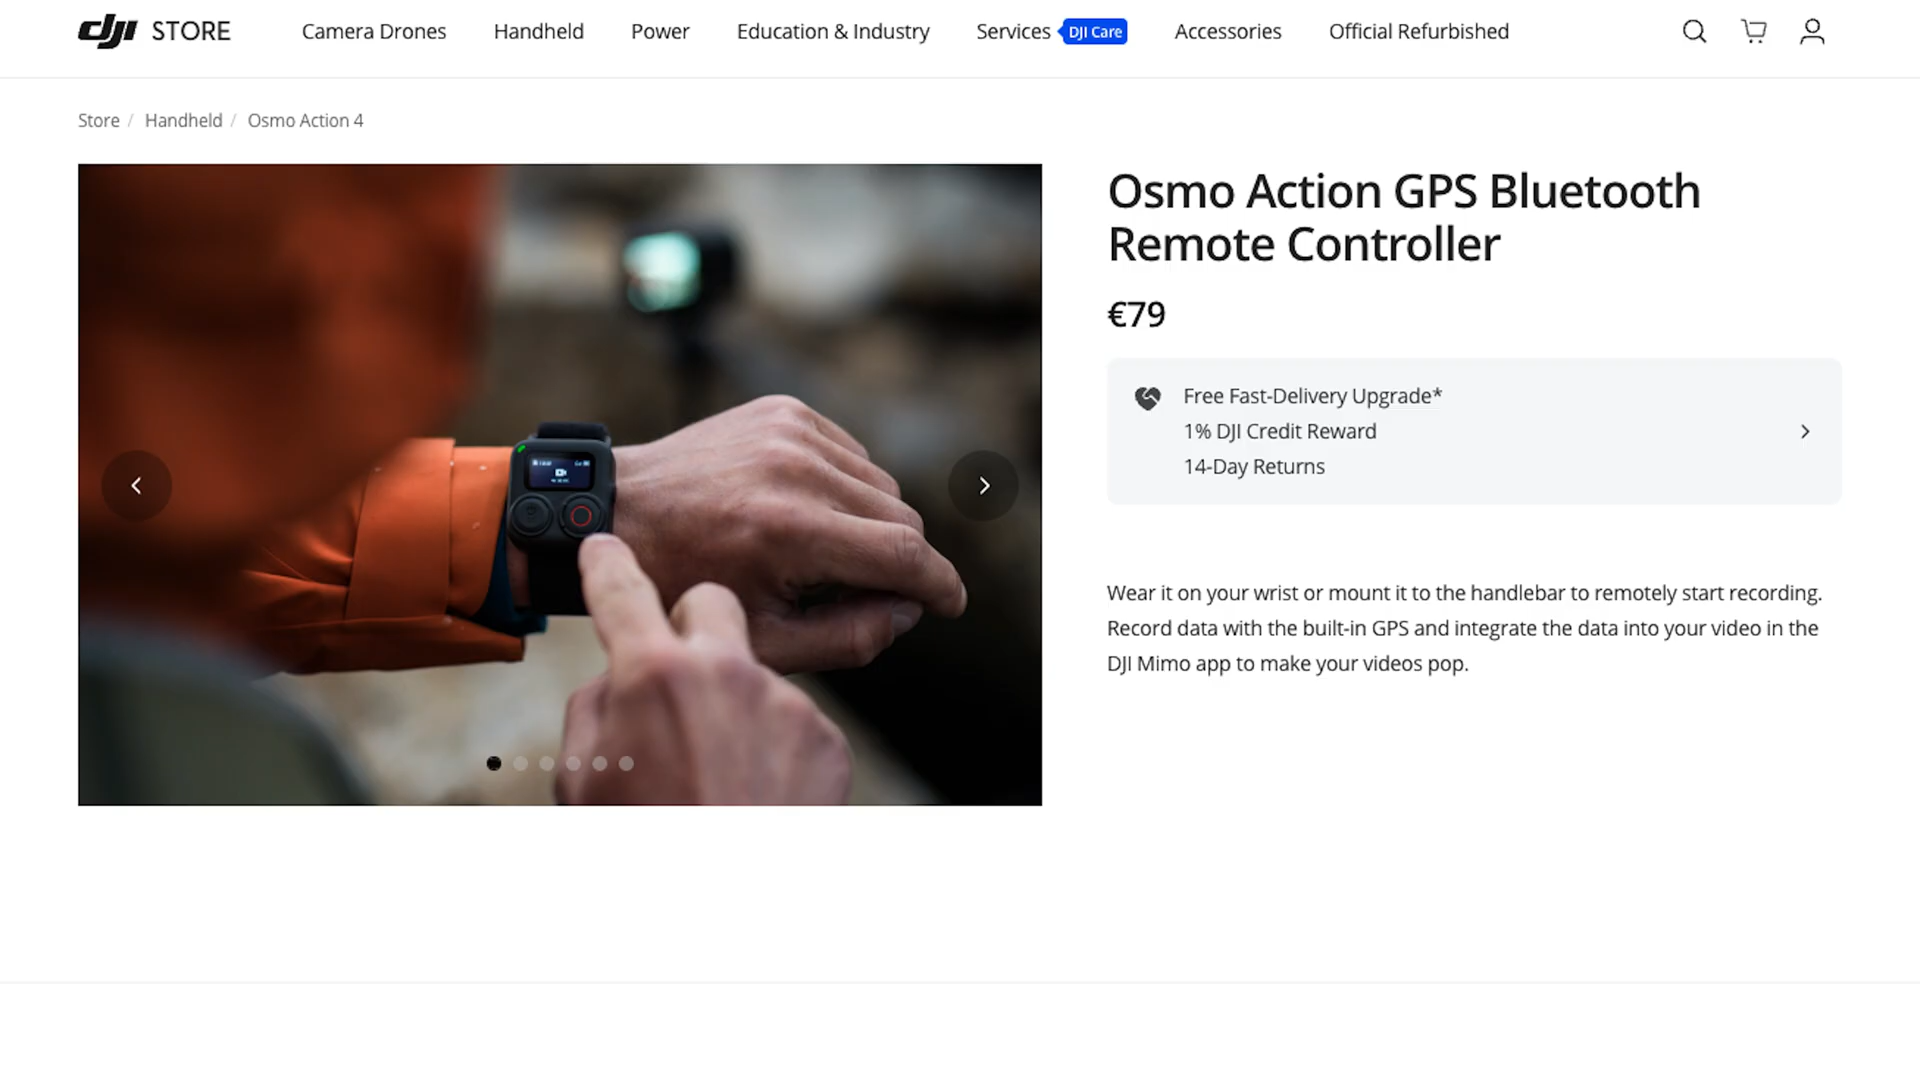 dji STORE
Camera Drones
Handheld
Power
Education & Industry
Services
DJI Care
Accessories
Official Refurbished
Store / Handheld / Osmo Action 4
Osmo Action GPS Bluetooth
Remote Controller
€79
Free Fast-Delivery Upgrade*
1% DJI Credit Reward
14-Day Returns
Wear it on your wrist or mount it to the handlebar to remotely start recording.
Record data with the built-in GPS and integrate the data into your video in the
DJI Mimo app to make your videos pop.